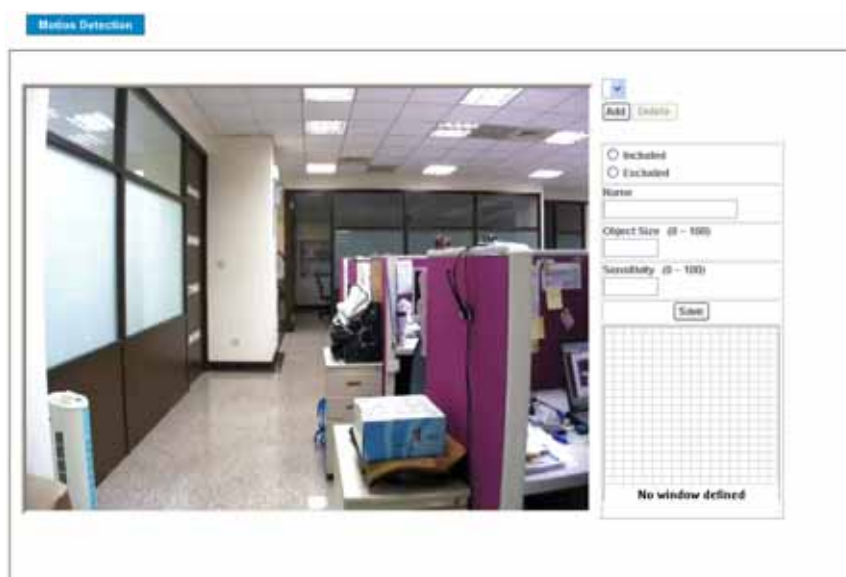 Motion Detection
Add Delete
Included
Excluded
Name
Object Size (0 ~ 100)
Sensitivity (0 ~ 100)
Save
No window defined